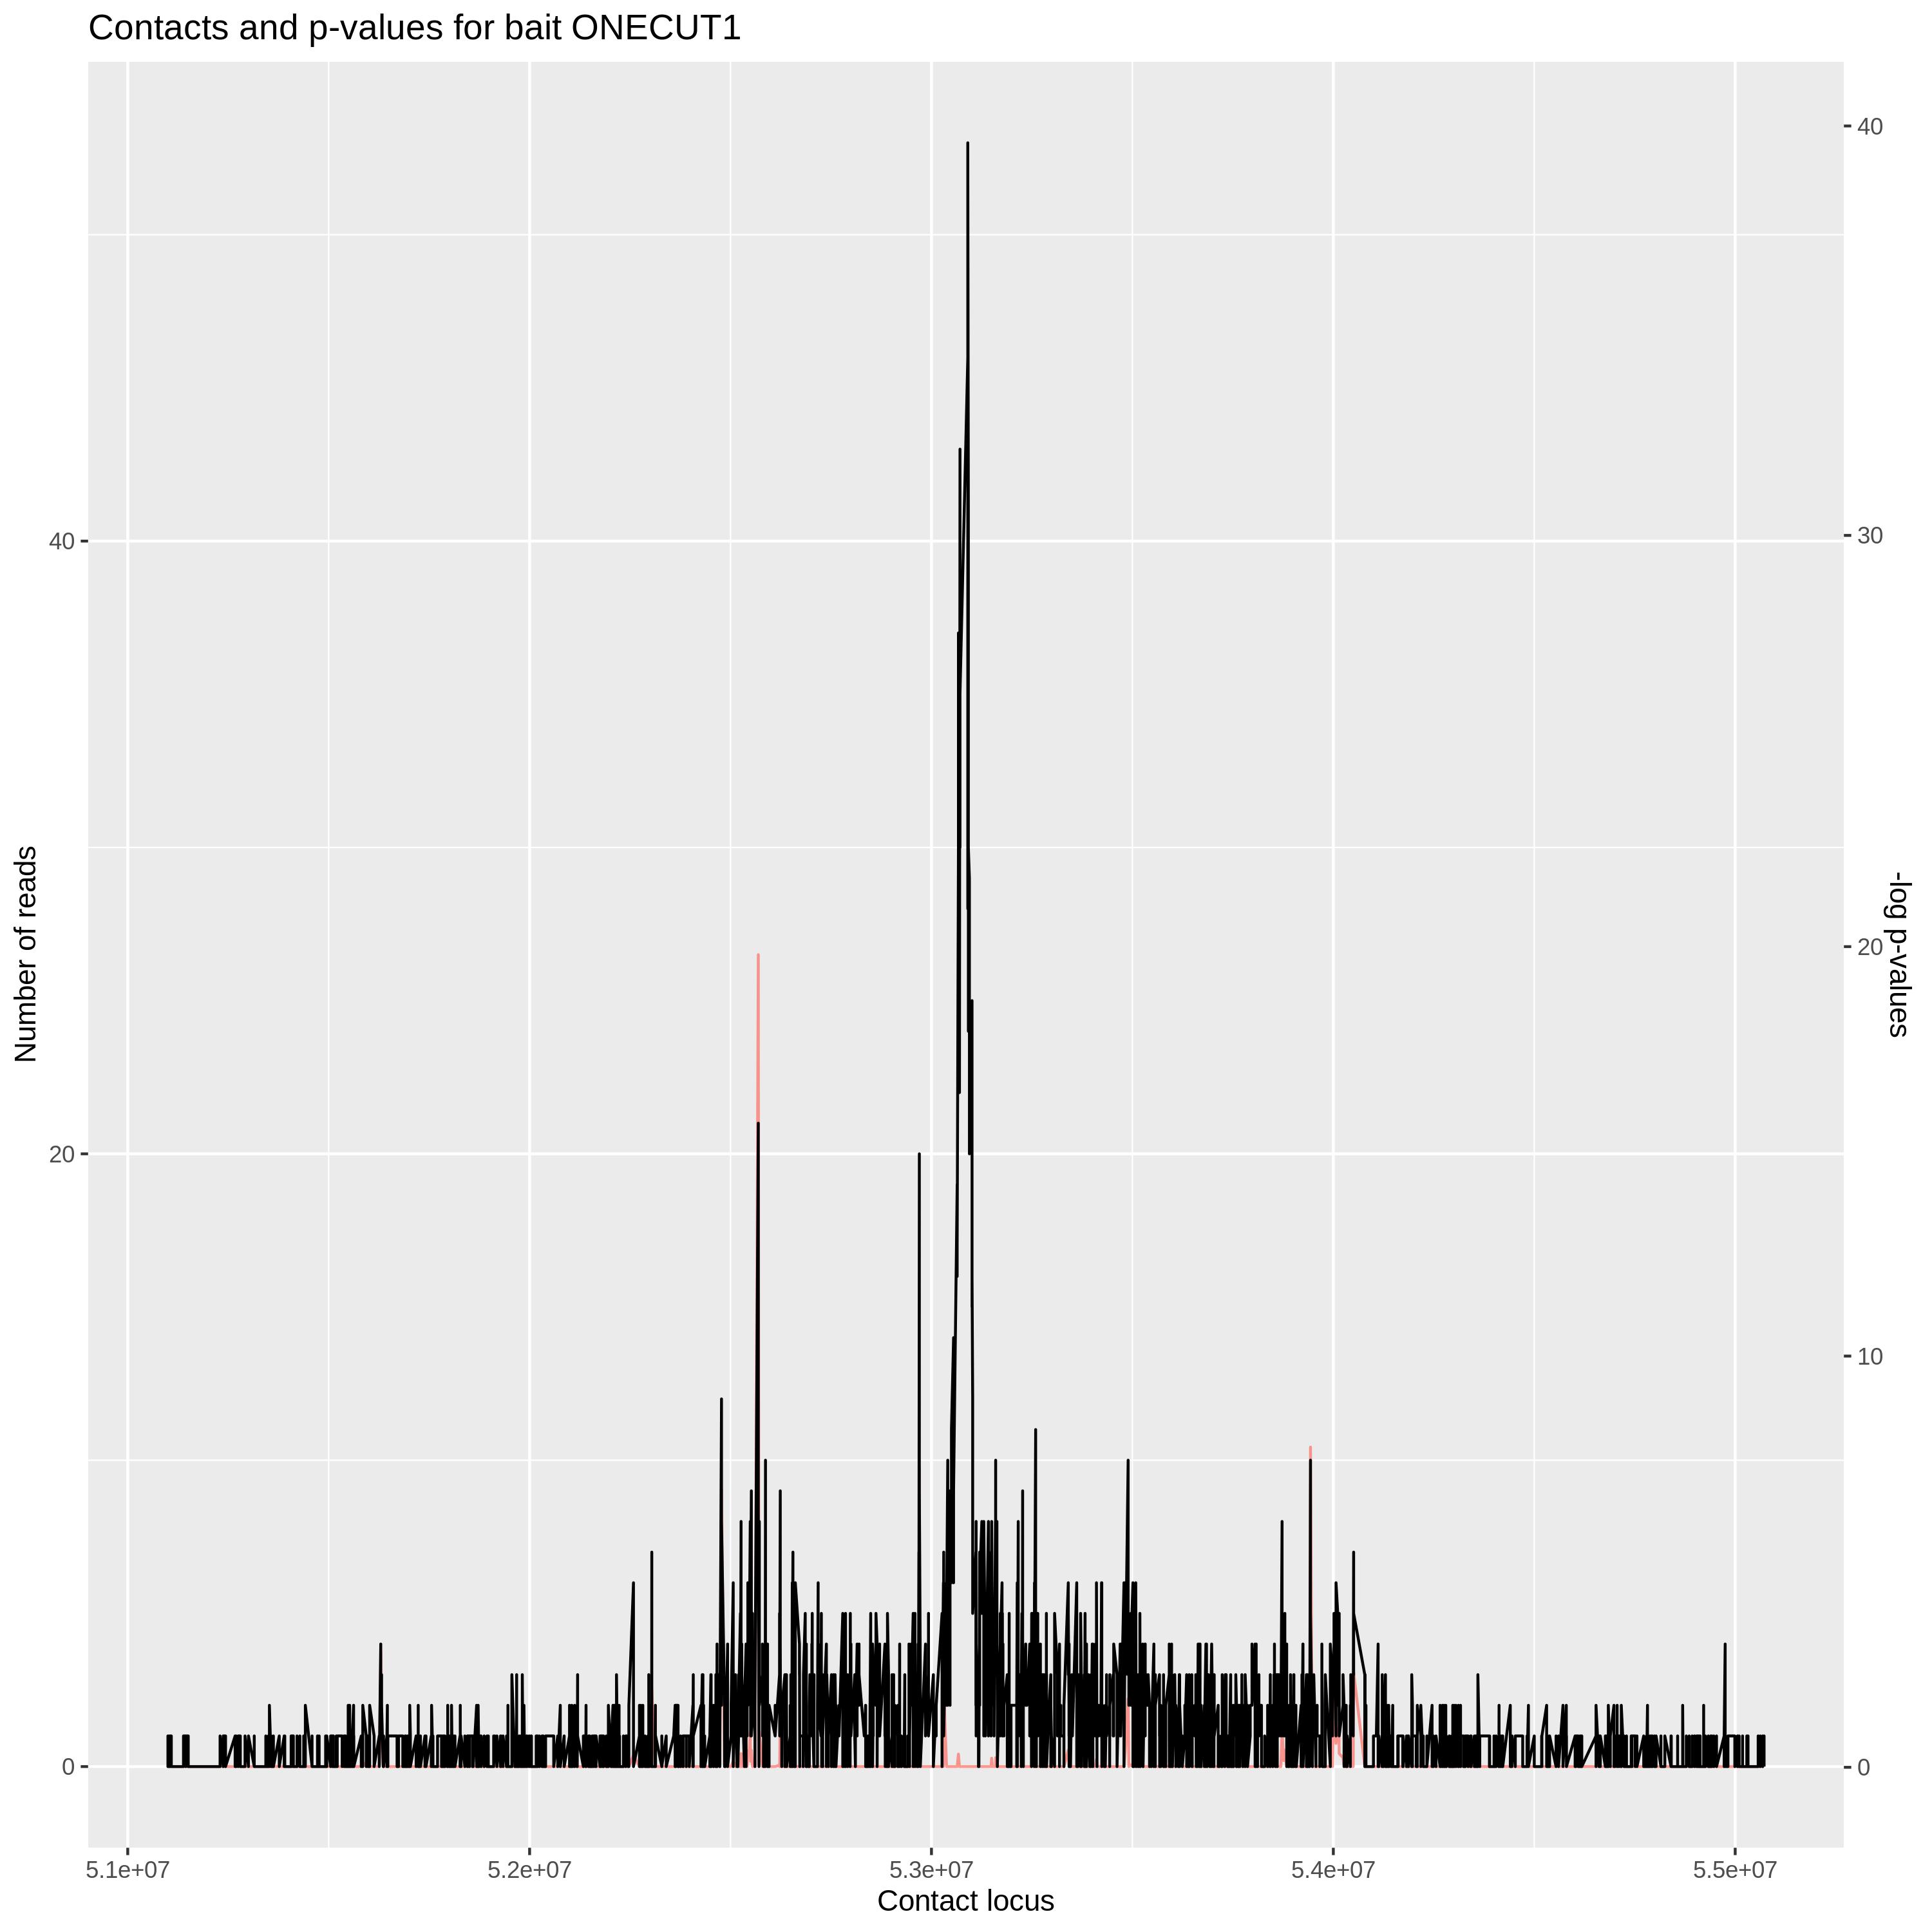 Contacts and p-values for bait ONECUT1
40
20
0
Number of reads
40
30
20
10
0
-log p-values
5.1e+07 5.2e+07 5.3e+07 5.4e+07 5.5e+07
Contact locus